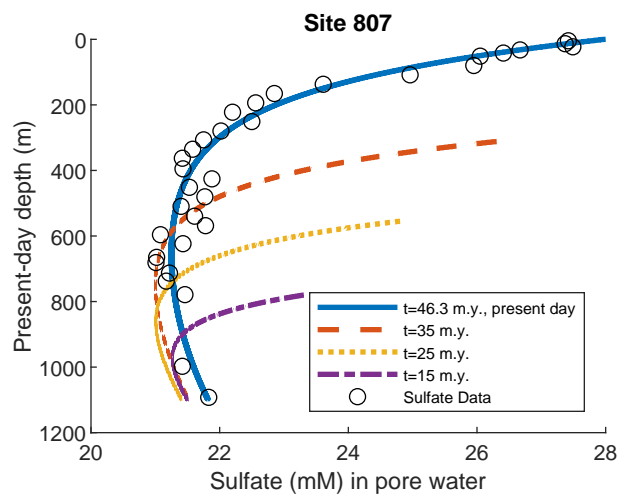 Site 807
0
200
400
600
800
1000
1200
Present-day depth (m)
t=46.3 m.y., present day
t=35 m.y.
t=25 m.y.
t=15 m.y.
Sulfate Data
20 22 24 26 28
Sulfate (mM) in pore water